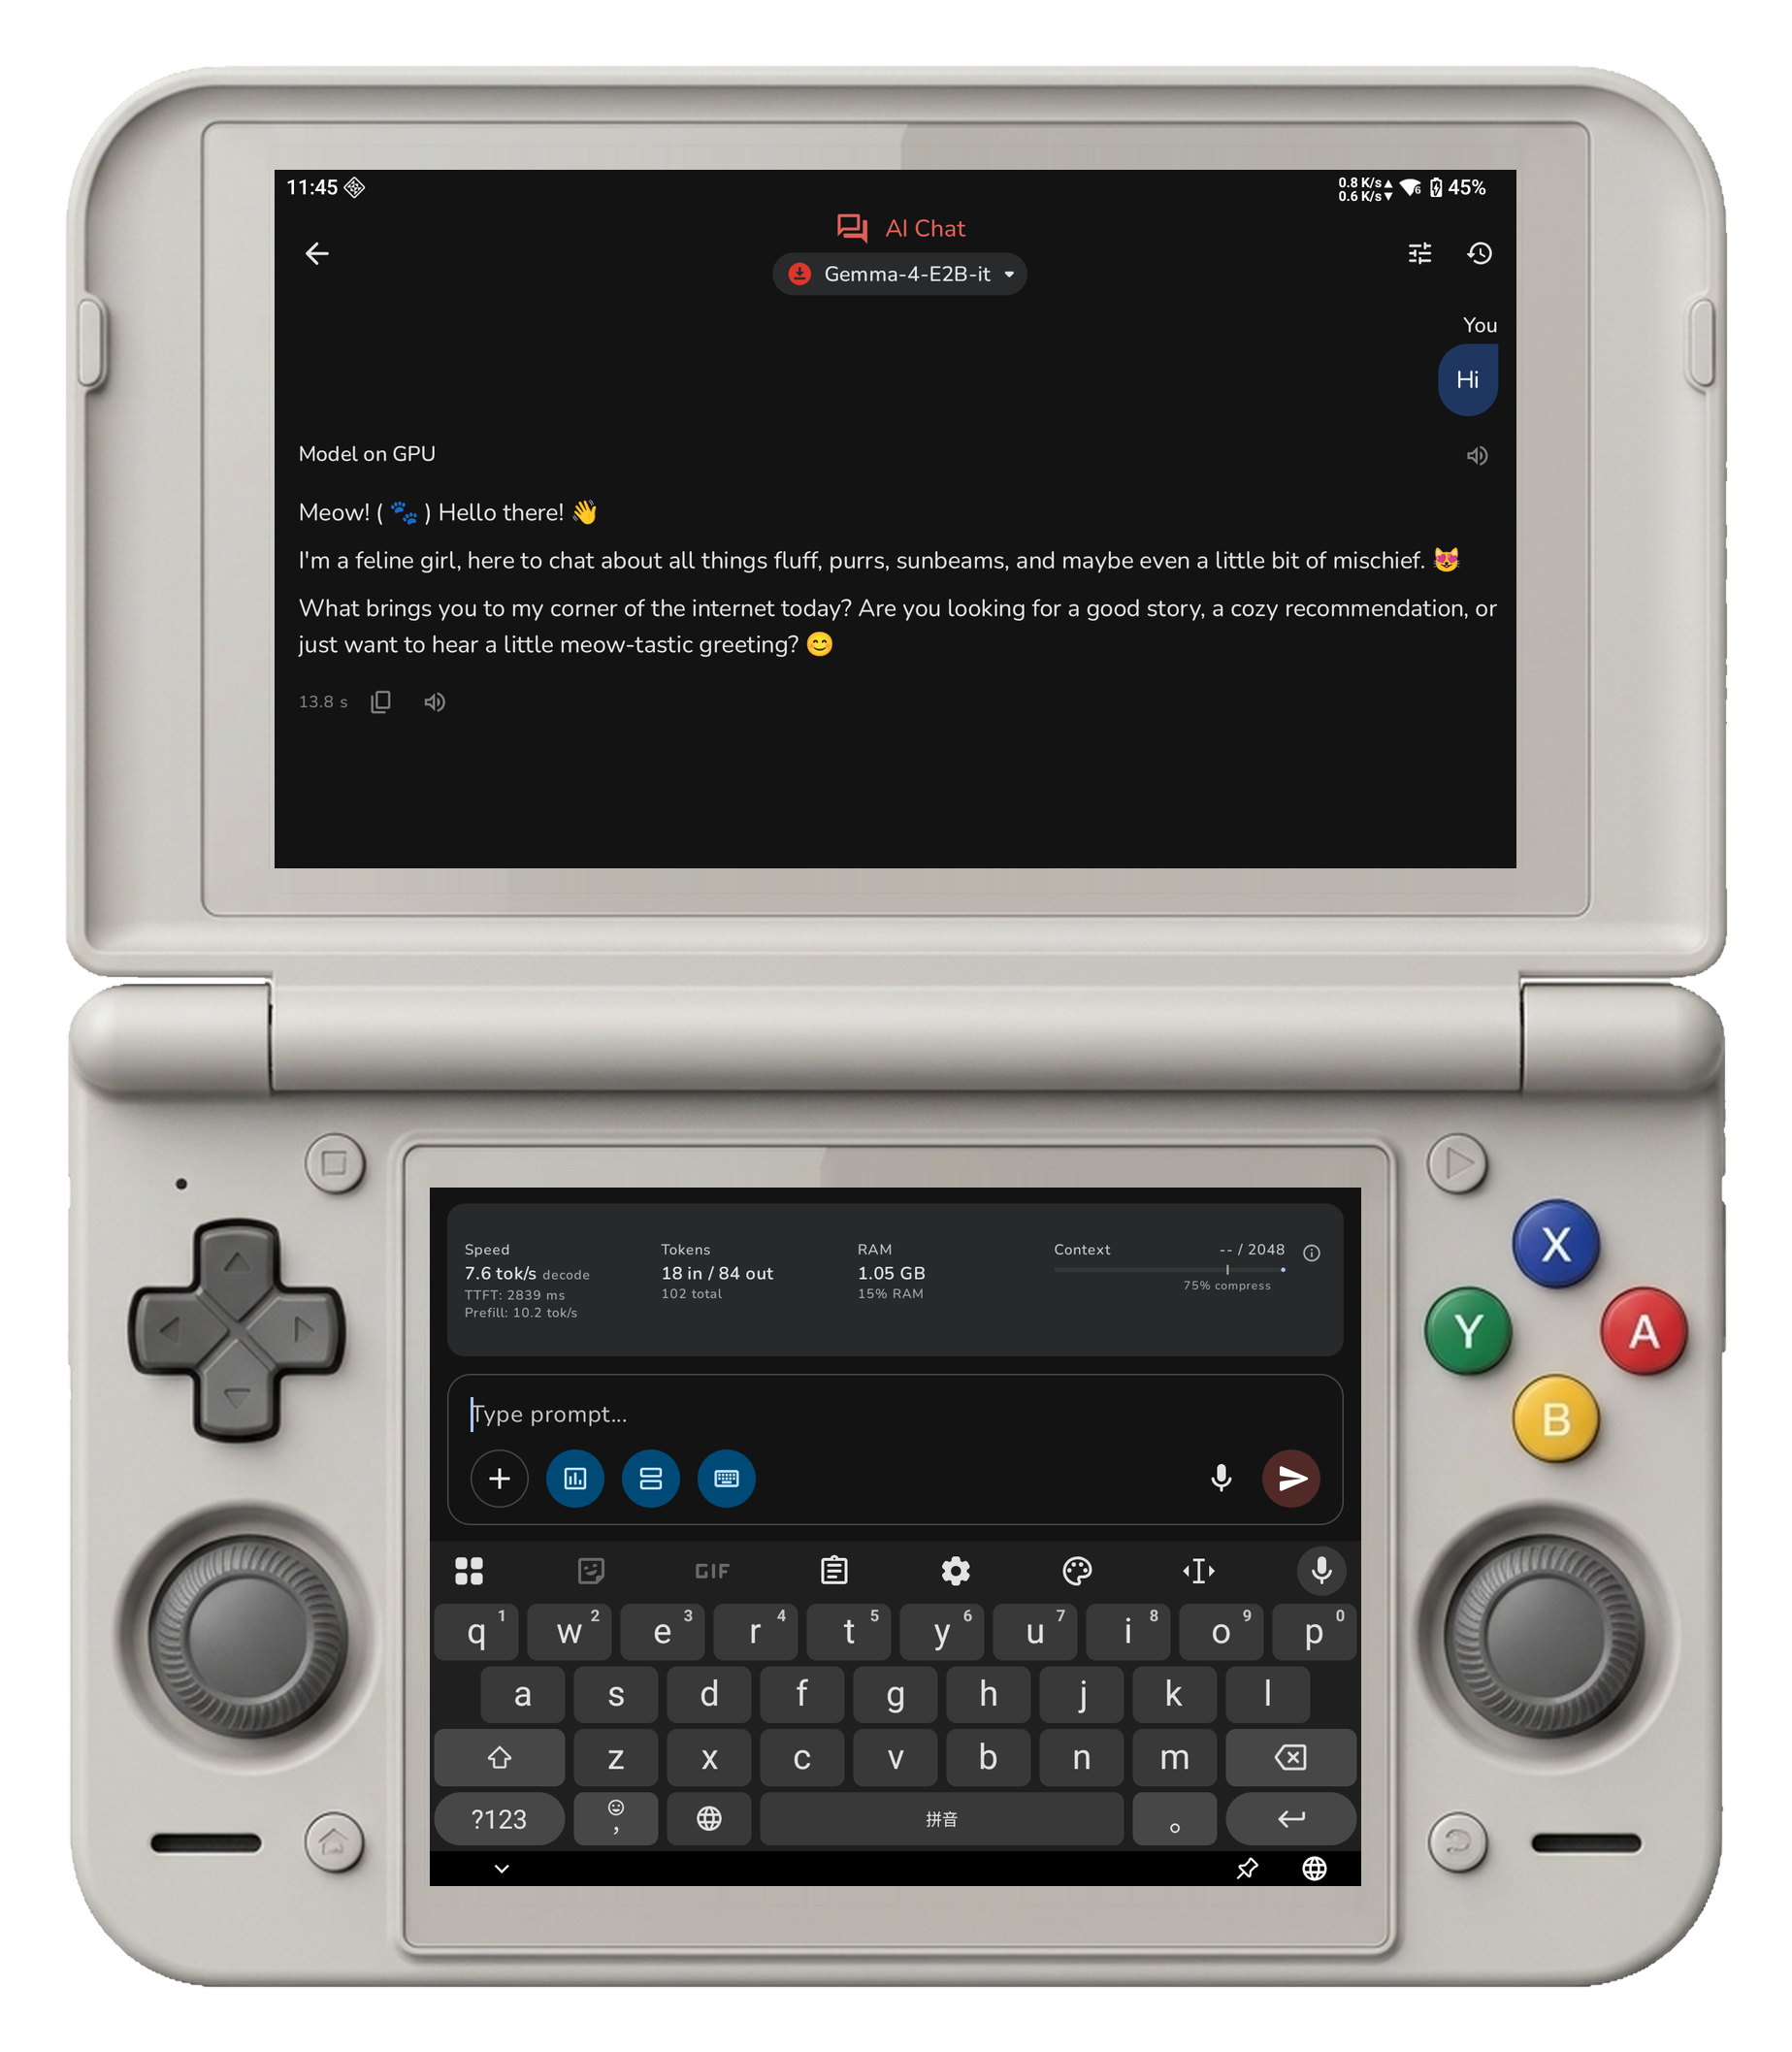 11:45
0.8 K/s▲
0.6 K/s▼
6
45%
AI Chat
Gemma-4-E2B-it
You
Hi
Model on GPU
Meow! ( 🐾 ) Hello there! 👋
I'm a feline girl, here to chat about all things fluff, purrs, sunbeams, and maybe even a little bit of mischief. 😻
What brings you to my corner of the internet today? Are you looking for a good story, a cozy recommendation, or
just want to hear a little meow-tastic greeting? 😊
13.8 s
Speed
7.6 tok/s decode
TTFT: 2839 ms
Prefill: 10.2 tok/s
Tokens
18 in / 84 out
102 total
RAM
1.05 GB
15% RAM
Context -- / 2048
75% compress
Type prompt...
GIF
q 1 w 2 e 3 r 4 t 5 y 6 u 7 i 8 o 9 p 0
a s d f g h j k l
z x c v b n m
?123 , 拼音 。
X
Y A
B